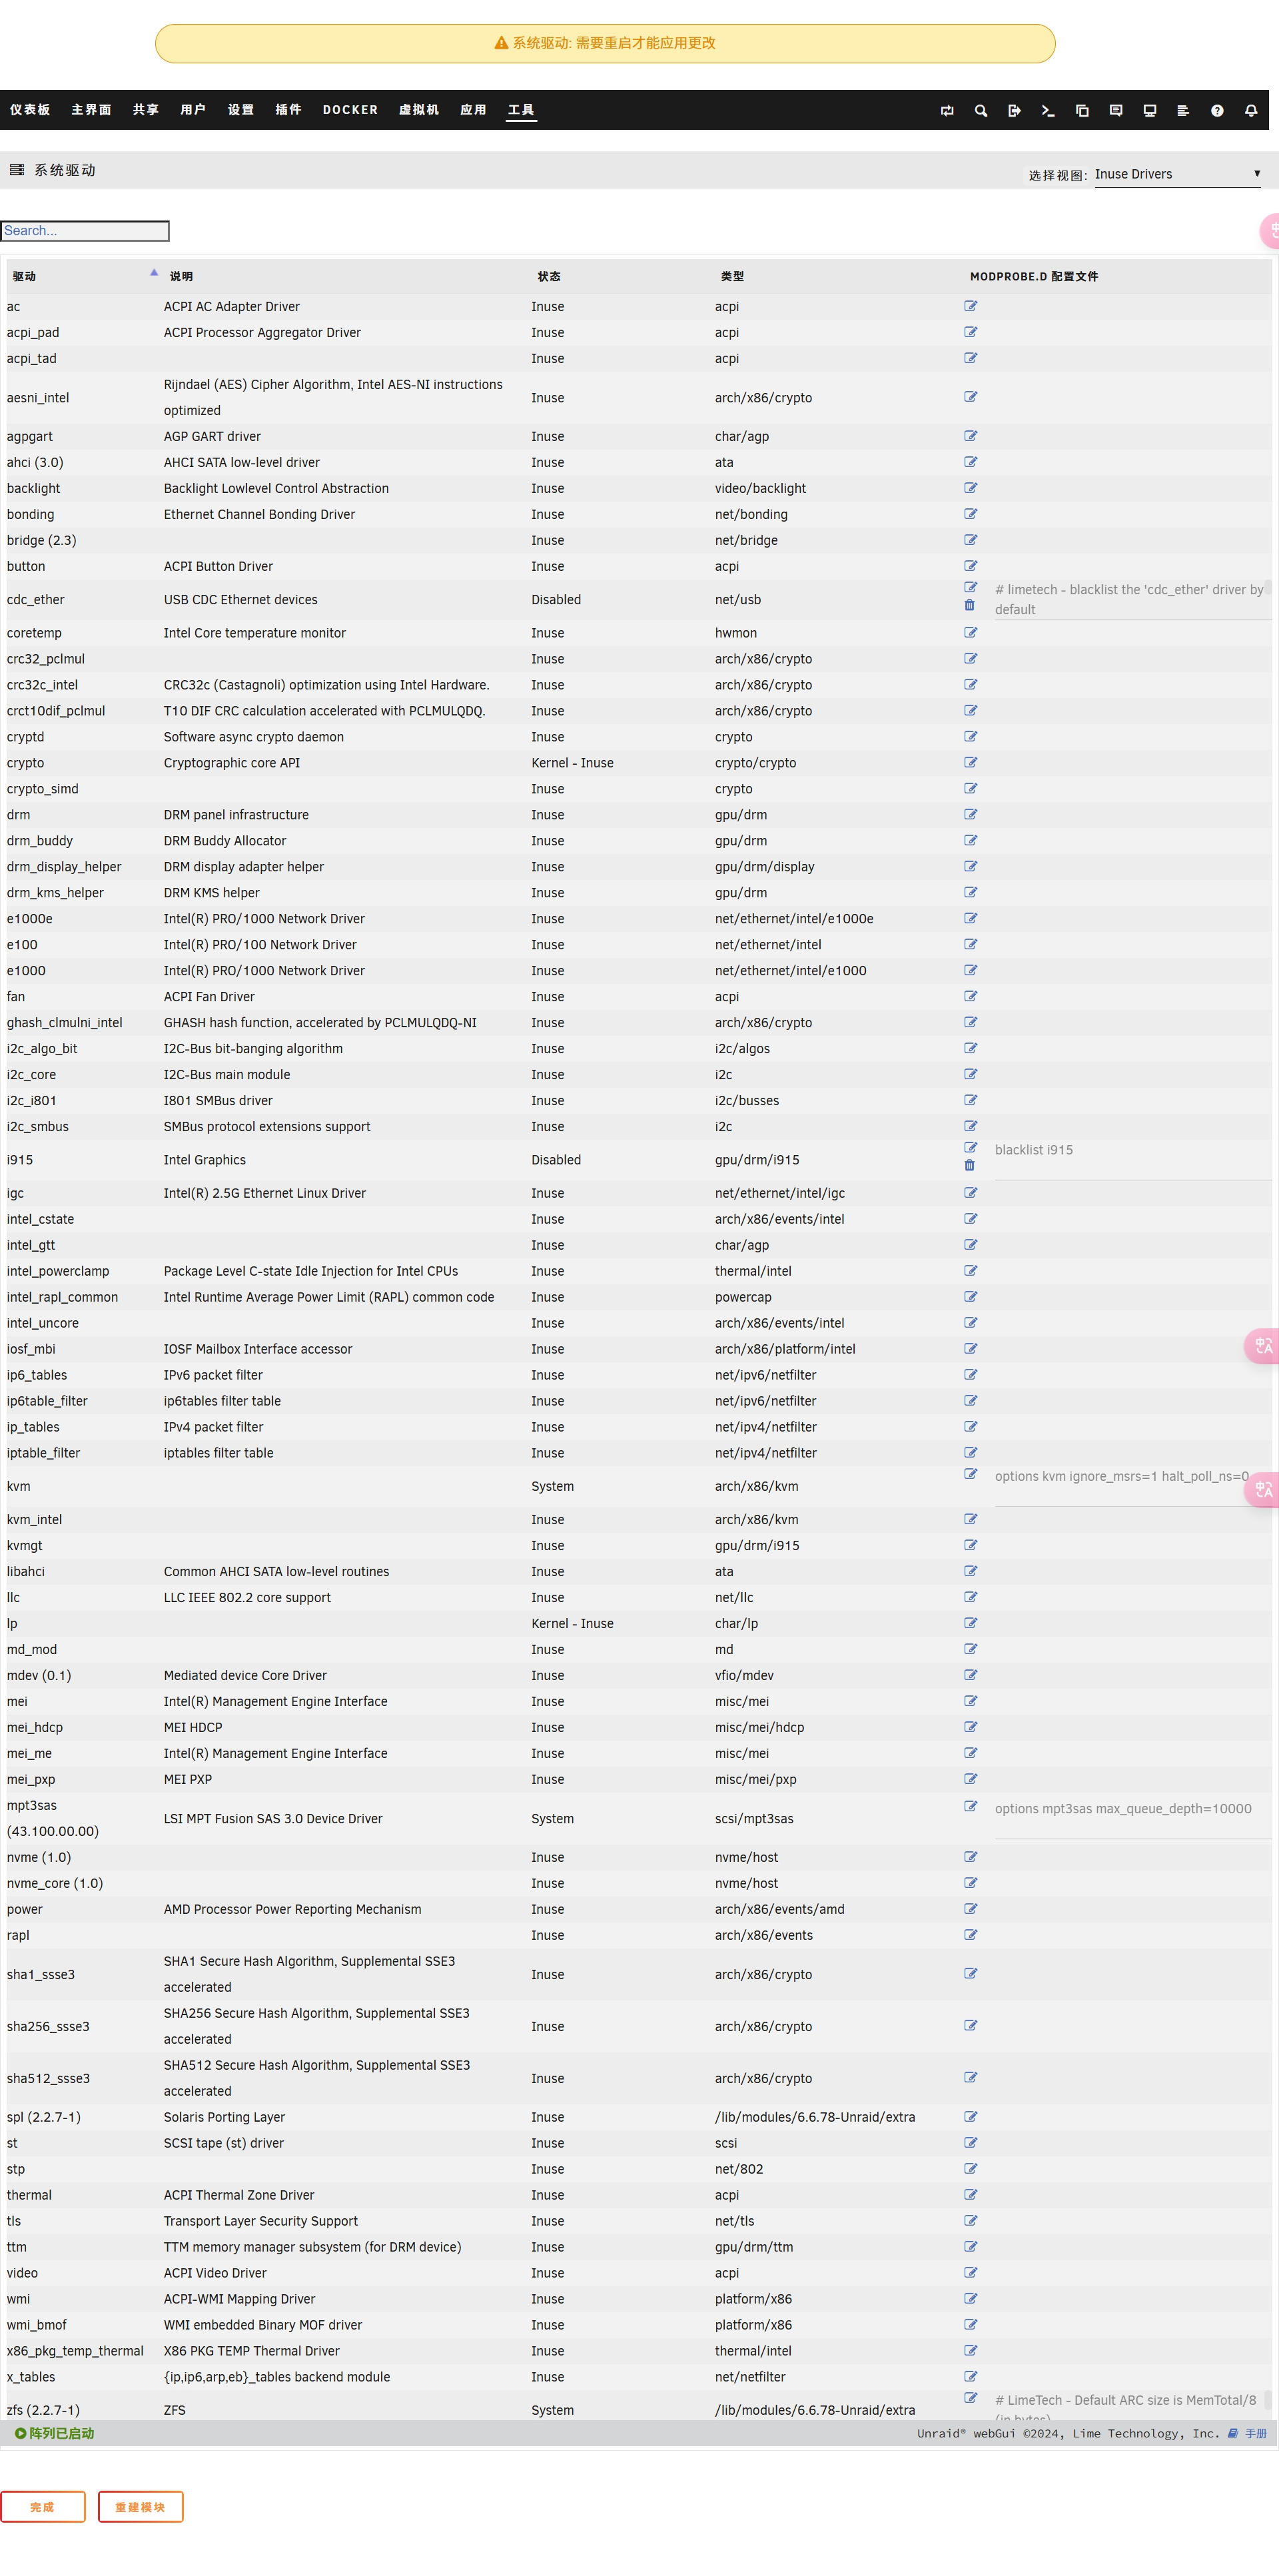 系统驱动: 需要重启才能应用更改
仪表板 主界面 共享 用户 设置 插件 DOCKER 虚拟机 应用 工具
系统驱动 选择视图: Inuse Drivers
Search...
驱动 说明 状态 类型 MODPROBE.D 配置文件
ac ACPI AC Adapter Driver Inuse acpi
acpi_pad ACPI Processor Aggregator Driver Inuse acpi
acpi_tad Inuse acpi
aesni_intel Rijndael (AES) Cipher Algorithm, Intel AES-NI instructions optimized Inuse arch/x86/crypto
agpgart AGP GART driver Inuse char/agp
ahci (3.0) AHCI SATA low-level driver Inuse ata
backlight Backlight Lowlevel Control Abstraction Inuse video/backlight
bonding Ethernet Channel Bonding Driver Inuse net/bonding
bridge (2.3) Inuse net/bridge
button ACPI Button Driver Inuse acpi
cdc_ether USB CDC Ethernet devices Disabled net/usb # limetech - blacklist the 'cdc_ether' driver by default
coretemp Intel Core temperature monitor Inuse hwmon
crc32_pclmul Inuse arch/x86/crypto
crc32c_intel CRC32c (Castagnoli) optimization using Intel Hardware. Inuse arch/x86/crypto
crct10dif_pclmul T10 DIF CRC calculation accelerated with PCLMULQDQ. Inuse arch/x86/crypto
cryptd Software async crypto daemon Inuse crypto
crypto Cryptographic core API Kernel - Inuse crypto/crypto
crypto_simd Inuse crypto
drm DRM panel infrastructure Inuse gpu/drm
drm_buddy DRM Buddy Allocator Inuse gpu/drm
drm_display_helper DRM display adapter helper Inuse gpu/drm/display
drm_kms_helper DRM KMS helper Inuse gpu/drm
e1000e Intel(R) PRO/1000 Network Driver Inuse net/ethernet/intel/e1000e
e100 Intel(R) PRO/100 Network Driver Inuse net/ethernet/intel
e1000 Intel(R) PRO/1000 Network Driver Inuse net/ethernet/intel/e1000
fan ACPI Fan Driver Inuse acpi
ghash_clmulni_intel GHASH hash function, accelerated by PCLMULQDQ-NI Inuse arch/x86/crypto
i2c_algo_bit I2C-Bus bit-banging algorithm Inuse i2c/algos
i2c_core I2C-Bus main module Inuse i2c
i2c_i801 I801 SMBus driver Inuse i2c/busses
i2c_smbus SMBus protocol extensions support Inuse i2c
i915 Intel Graphics Disabled gpu/drm/i915 blacklist i915
igc Intel(R) 2.5G Ethernet Linux Driver Inuse net/ethernet/intel/igc
intel_cstate Inuse arch/x86/events/intel
intel_gtt Inuse char/agp
intel_powerclamp Package Level C-state Idle Injection for Intel CPUs Inuse thermal/intel
intel_rapl_common Intel Runtime Average Power Limit (RAPL) common code Inuse powercap
intel_uncore Inuse arch/x86/events/intel
iosf_mbi IOSF Mailbox Interface accessor Inuse arch/x86/platform/intel
ip6_tables IPv6 packet filter Inuse net/ipv6/netfilter
ip6table_filter ip6tables filter table Inuse net/ipv6/netfilter
ip_tables IPv4 packet filter Inuse net/ipv4/netfilter
iptable_filter iptables filter table Inuse net/ipv4/netfilter
kvm System arch/x86/kvm options kvm ignore_msrs=1 halt_poll_ns=0
kvm_intel Inuse arch/x86/kvm
kvmgt Inuse gpu/drm/i915
libahci Common AHCI SATA low-level routines Inuse ata
llc LLC IEEE 802.2 core support Inuse net/llc
lp Kernel - Inuse char/lp
md_mod Inuse md
mdev (0.1) Mediated device Core Driver Inuse vfio/mdev
mei Intel(R) Management Engine Interface Inuse misc/mei
mei_hdcp MEI HDCP Inuse misc/mei/hdcp
mei_me Intel(R) Management Engine Interface Inuse misc/mei
mei_pxp MEI PXP Inuse misc/mei/pxp
mpt3sas (43.100.00.00) LSI MPT Fusion SAS 3.0 Device Driver System scsi/mpt3sas options mpt3sas max_queue_depth=10000
nvme (1.0) Inuse nvme/host
nvme_core (1.0) Inuse nvme/host
power AMD Processor Power Reporting Mechanism Inuse arch/x86/events/amd
rapl Inuse arch/x86/events
sha1_ssse3 SHA1 Secure Hash Algorithm, Supplemental SSE3 accelerated Inuse arch/x86/crypto
sha256_ssse3 SHA256 Secure Hash Algorithm, Supplemental SSE3 accelerated Inuse arch/x86/crypto
sha512_ssse3 SHA512 Secure Hash Algorithm, Supplemental SSE3 accelerated Inuse arch/x86/crypto
spl (2.2.7-1) Solaris Porting Layer Inuse /lib/modules/6.6.78-Unraid/extra
st SCSI tape (st) driver Inuse scsi
stp Inuse net/802
thermal ACPI Thermal Zone Driver Inuse acpi
tls Transport Layer Security Support Inuse net/tls
ttm TTM memory manager subsystem (for DRM device) Inuse gpu/drm/ttm
video ACPI Video Driver Inuse acpi
wmi ACPI-WMI Mapping Driver Inuse platform/x86
wmi_bmof WMI embedded Binary MOF driver Inuse platform/x86
x86_pkg_temp_thermal X86 PKG TEMP Thermal Driver Inuse thermal/intel
x_tables {ip,ip6,arp,eb}_tables backend module Inuse net/netfilter
zfs (2.2.7-1) ZFS System /lib/modules/6.6.78-Unraid/extra # LimeTech - Default ARC size is MemTotal/8 (in bytes)
阵列已启动 Unraid® webGui ©2024, Lime Technology, Inc. 手册
完成 重建模块